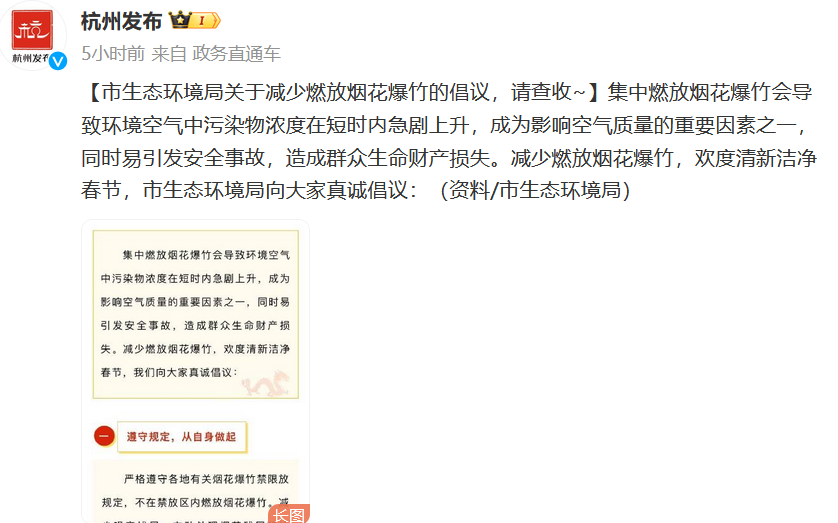 杭州发布
I
5小时前 来自 政务直通车
【市生态环境局关于减少燃放烟花爆竹的倡议，请查收~】集中燃放烟花爆竹会导
致环境空气中污染物浓度在短时内急剧上升，成为影响空气质量的重要因素之一，
同时易引发安全事故，造成群众生命财产损失。减少燃放烟花爆竹，欢度清新洁净
春节，市生态环境局向大家真诚倡议：（资料/市生态环境局）
集中燃放烟花爆竹会导致环境空气
中污染物浓度在短时内急剧上升，成为
影响空气质量的重要因素之一，同时易
引发安全事故，造成群众生命财产损
失。减少燃放烟花爆竹，欢度清新洁净
春节，我们向大家真诚倡议：
一 遵守规定，从自身做起
严格遵守各地有关烟花爆竹禁限放
规定，不在禁放区内燃放烟花爆竹。减
长图